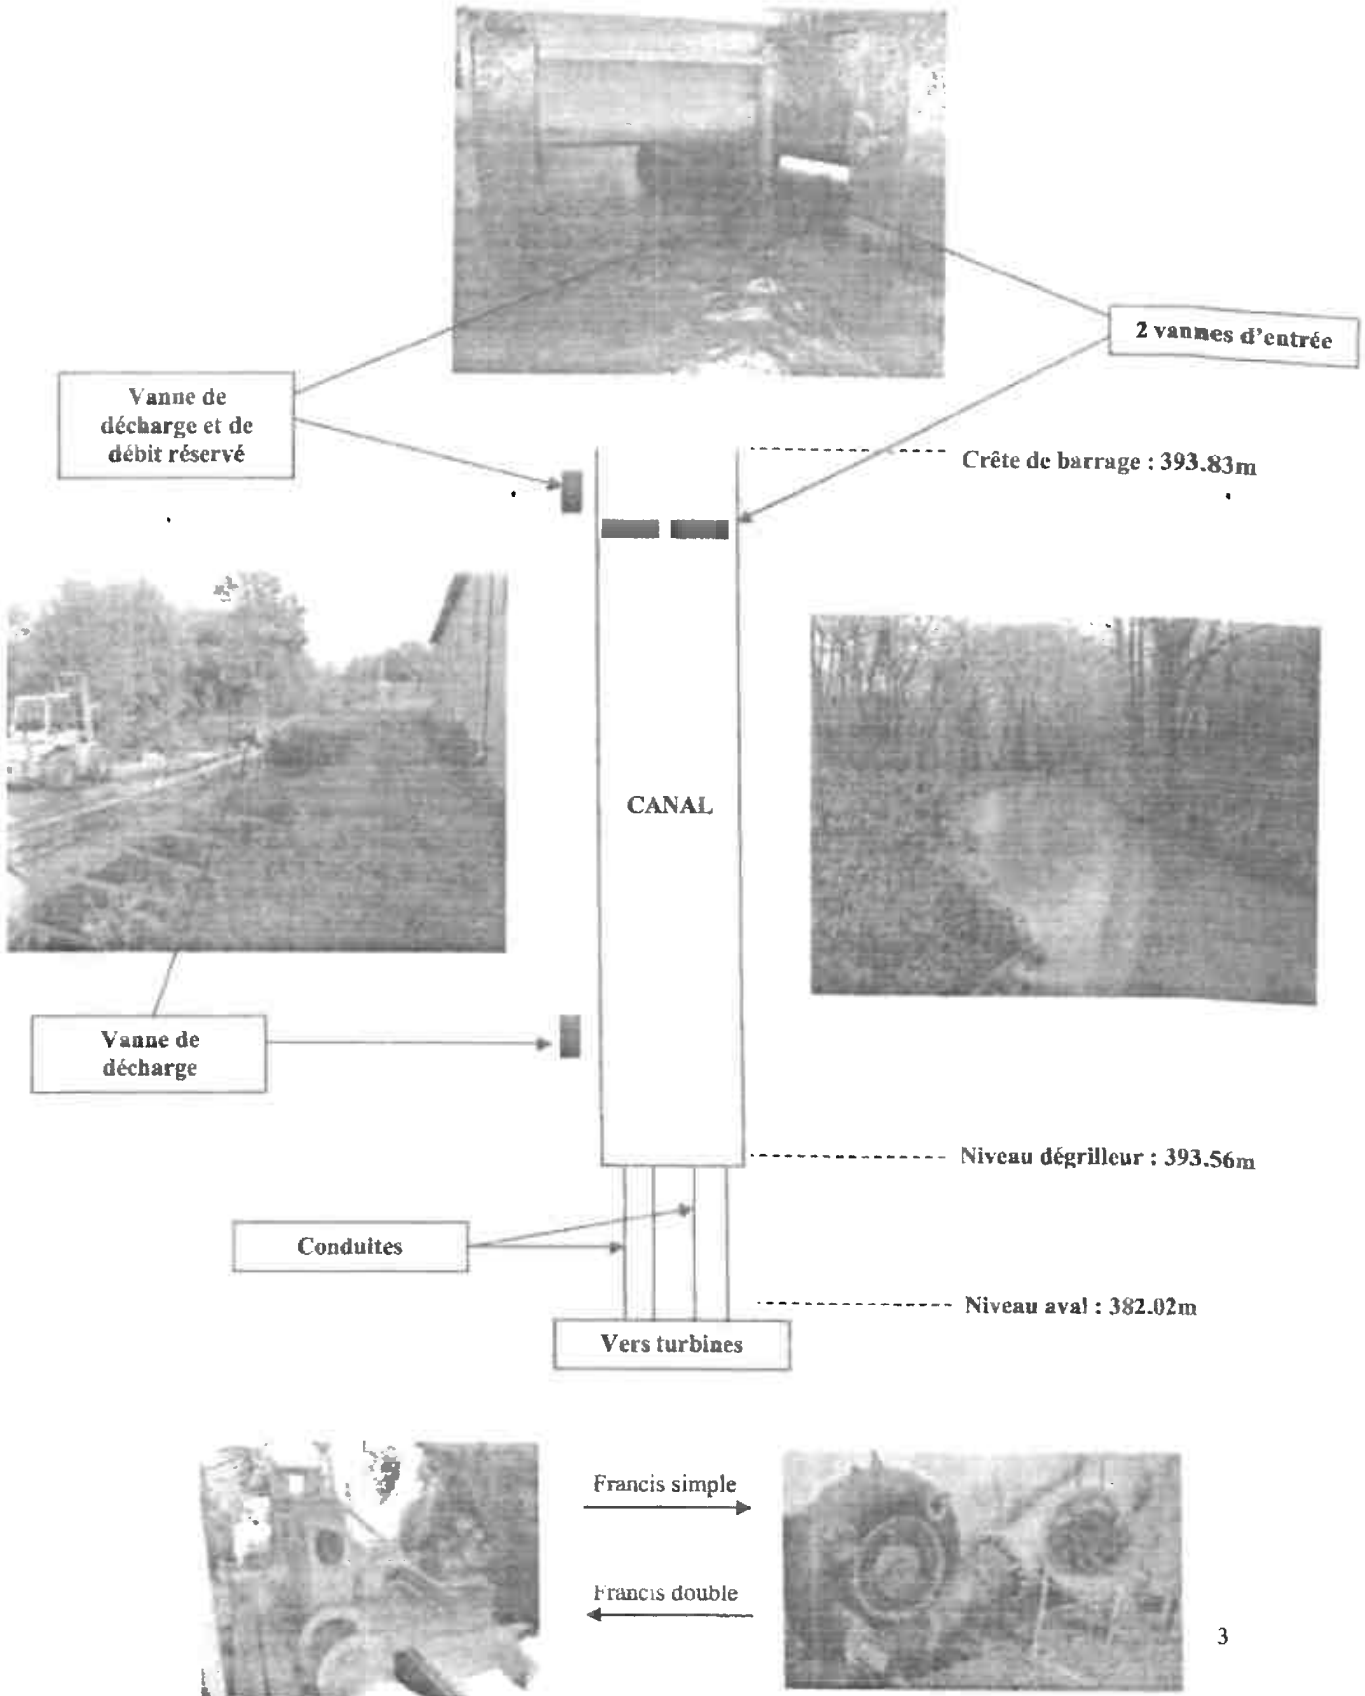 2 vannes d'entrée
Vanne de
décharge et de
débit réservé
Crête de barrage : 393.83m
CANAL
Vanne de
décharge
Niveau dégrilleur : 393.56m
Conduites
Niveau aval : 382.02m
Vers turbines
Francis simple
Francis double
3